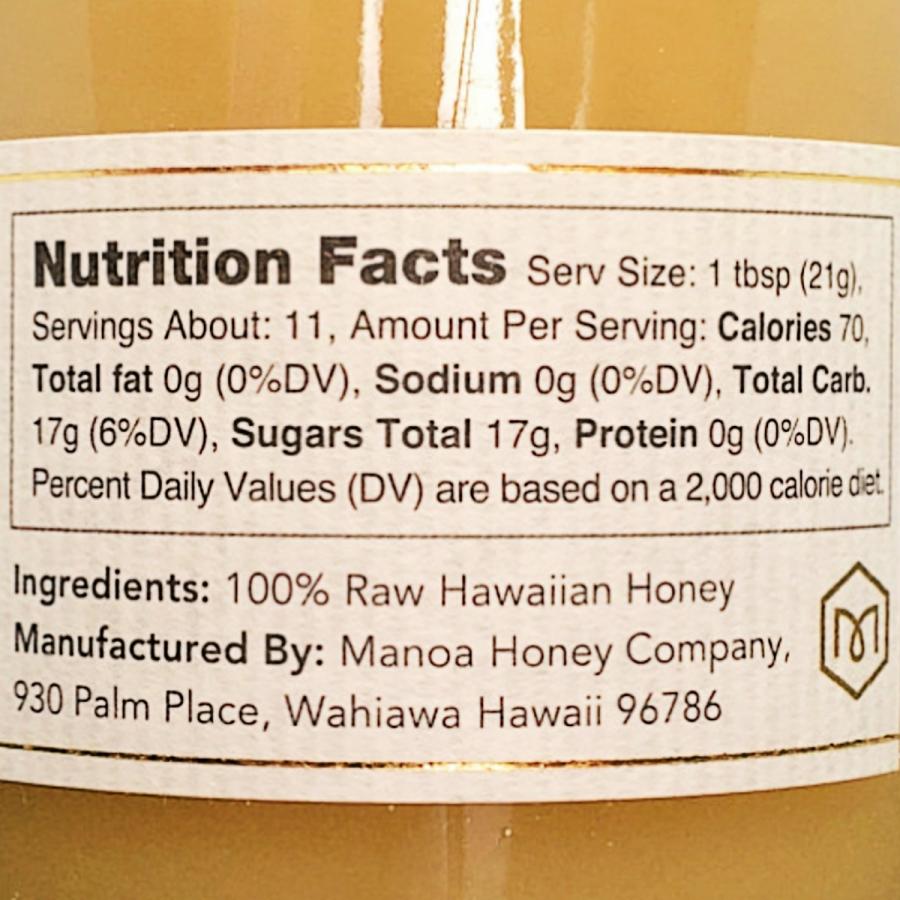 Nutrition Facts Serv Size: 1 tbsp (21g),
Servings About: 11, Amount Per Serving: Calories 70,
Total fat 0g (0%DV), Sodium 0g (0%DV), Total Carb.
17g (6%DV), Sugars Total 17g, Protein 0g (0%DV).
Percent Daily Values (DV) are based on a 2,000 calorie diet.
Ingredients: 100% Raw Hawaiian Honey
Manufactured By: Manoa Honey Company,
930 Palm Place, Wahiawa Hawaii 96786